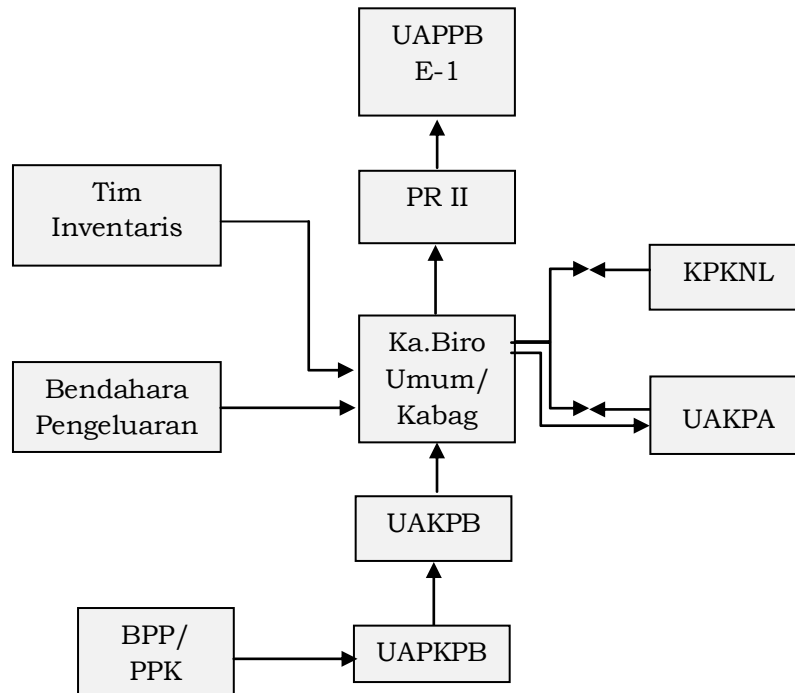 UAPPB
E-1
Tim
Inventaris
PR II
KPKNL
Ka.Biro
Umum/
Kabag
Bendahara
Pengeluaran
UAKPA
UAKPB
BPP/
PPK
UAPKPB